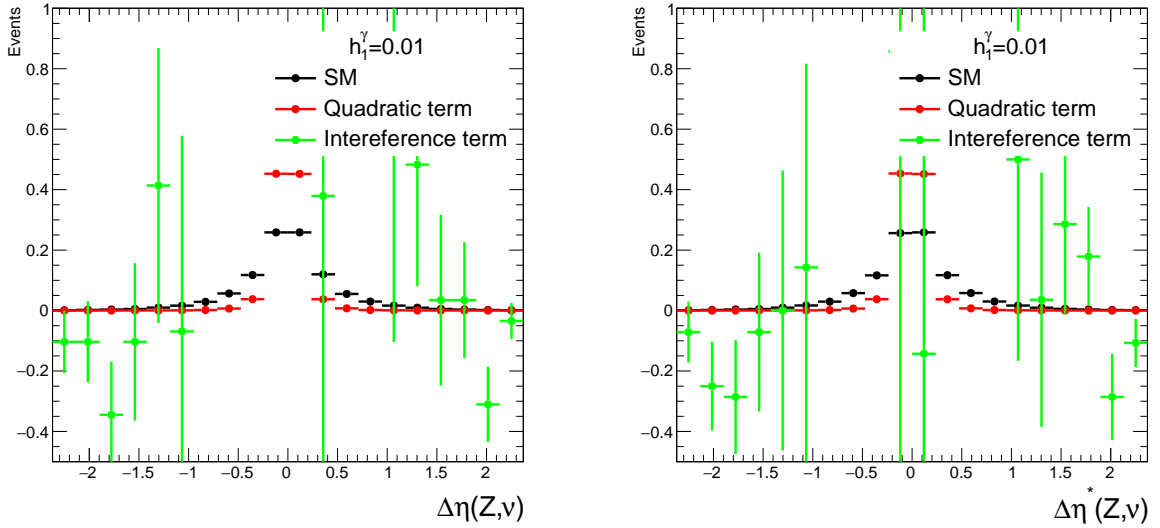 Events
1
0.8
0.6
0.4
0.2
0
−0.2
−0.4
h₁^γ=0.01
SM
Quadratic term
Intereference term
−2 −1.5 −1 −0.5 0 0.5 1 1.5 2
Δη(Z,ν)
Events
1
0.8
0.6
0.4
0.2
0
−0.2
−0.4
h₁^γ=0.01
SM
Quadratic term
Intereference term
−2 −1.5 −1 −0.5 0 0.5 1 1.5 2
Δη*(Z,ν)